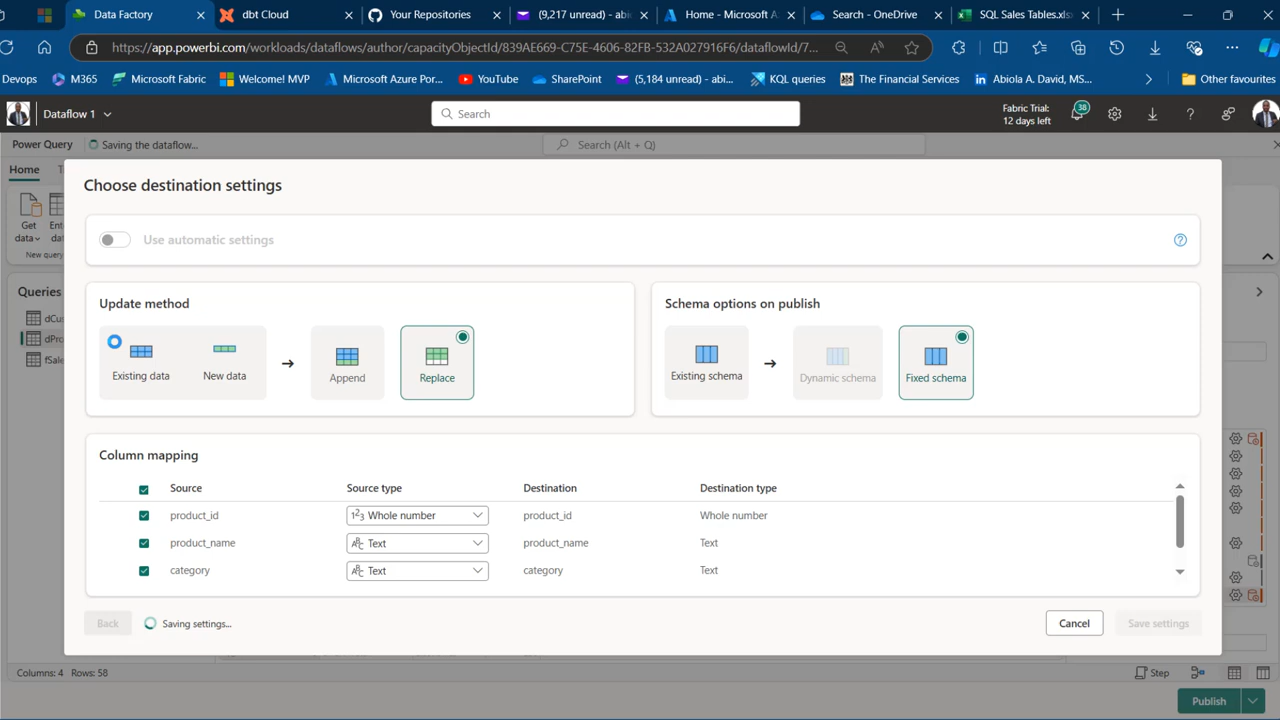 Data Factory
dbt Cloud
Your Repositories
(9,217 unread) - abio
Home - Microsoft A
Search - OneDrive
SQL Sales Tables.xls
https://app.powerbi.com/workloads/dataflows/author/capacityObjectId/839AE669-C75E-4606-82FB-532A027916F6/dataflowId/7...
Devops
M365
Microsoft Fabric
Welcome! MVP
Microsoft Azure Por...
YouTube
SharePoint
(5,184 unread) - abi...
KQL queries
The Financial Services
Abiola A. David, MS...
Other favourites
Dataflow 1
Search
Fabric Trial:
12 days left
38
Power Query
Saving the dataflow...
Search (Alt + Q)
Home
Get
data
New query
Queries
Choose destination settings
Use automatic settings
Update method
Existing data
New data
Append
Replace
Schema options on publish
Existing schema
Dynamic schema
Fixed schema
Column mapping
Source
Source type
Destination
Destination type
product_id
1²3 Whole number
product_id
Whole number
product_name
ABC Text
product_name
Text
category
ABC Text
category
Text
Back
Saving settings...
Cancel
Save settings
Columns: 4 Rows: 58
Step
Publish